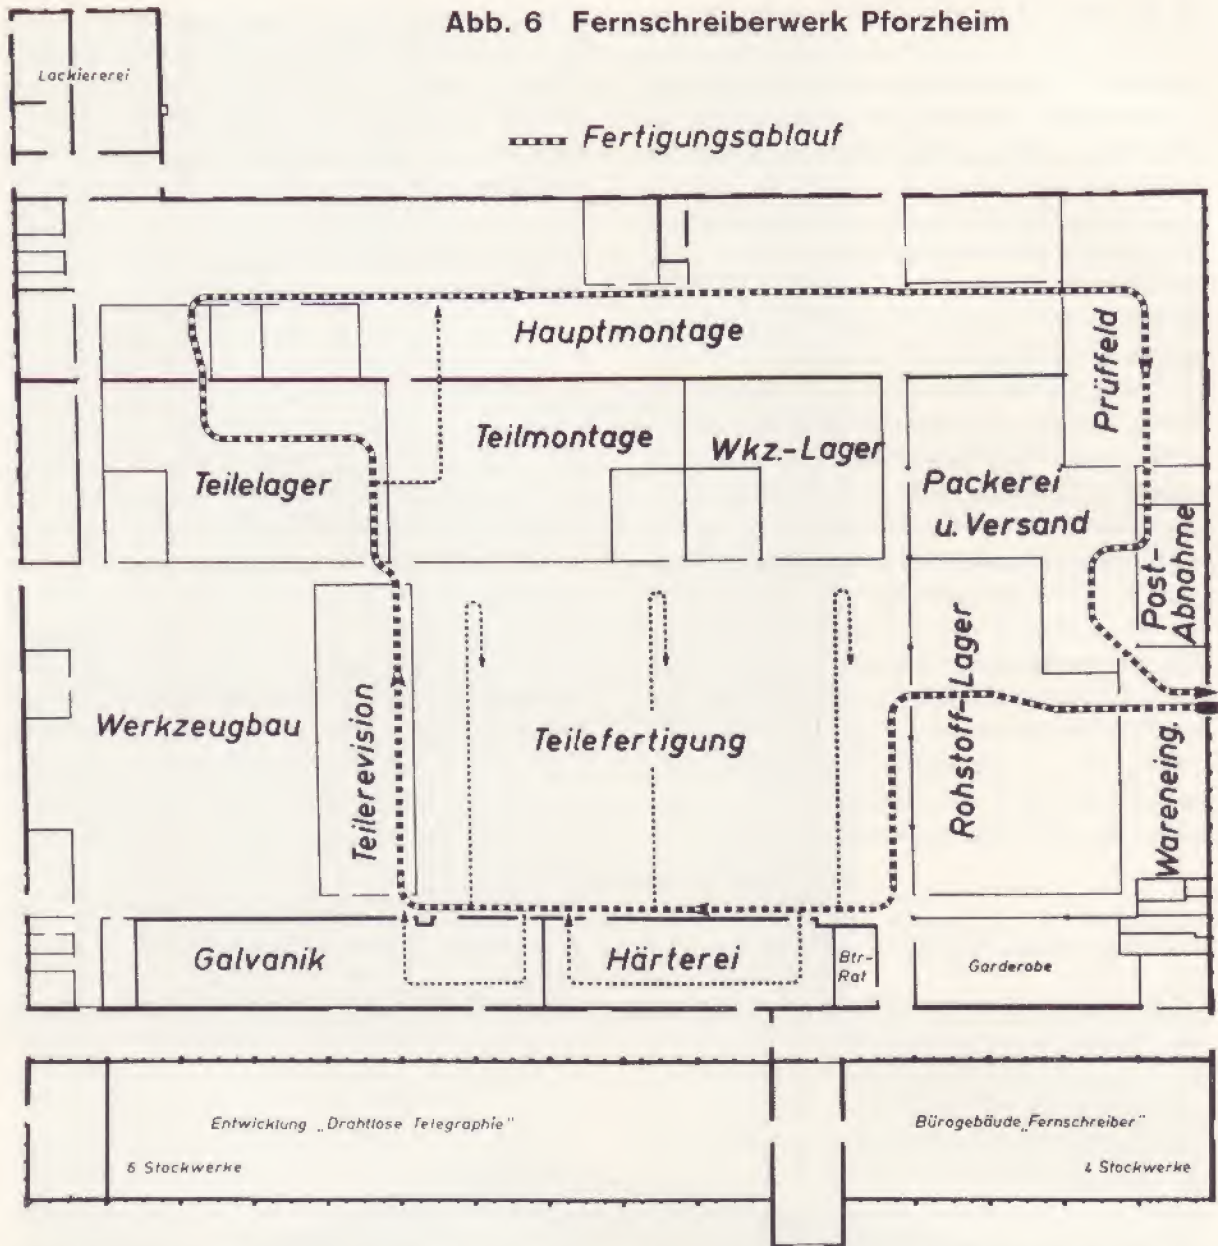 Abb. 6 Fernschreiberwerk Pforzheim
Lackiererei
Fertigungsablauf
Hauptmontage
Prüffeld
Teilmontage
Wkz.-Lager
Teilelager
Packerei
u. Versand
Post-
Abnahme
Werkzeugbau
Teilerevision
Teilefertigung
Rohstoff-Lager
Wareneing.
Galvanik
Härterei
Btr-
Rat
Garderobe
Entwicklung „Drahtlose Telegraphie"
6 Stockwerke
Bürogebäude „Fernschreiber"
4 Stockwerke